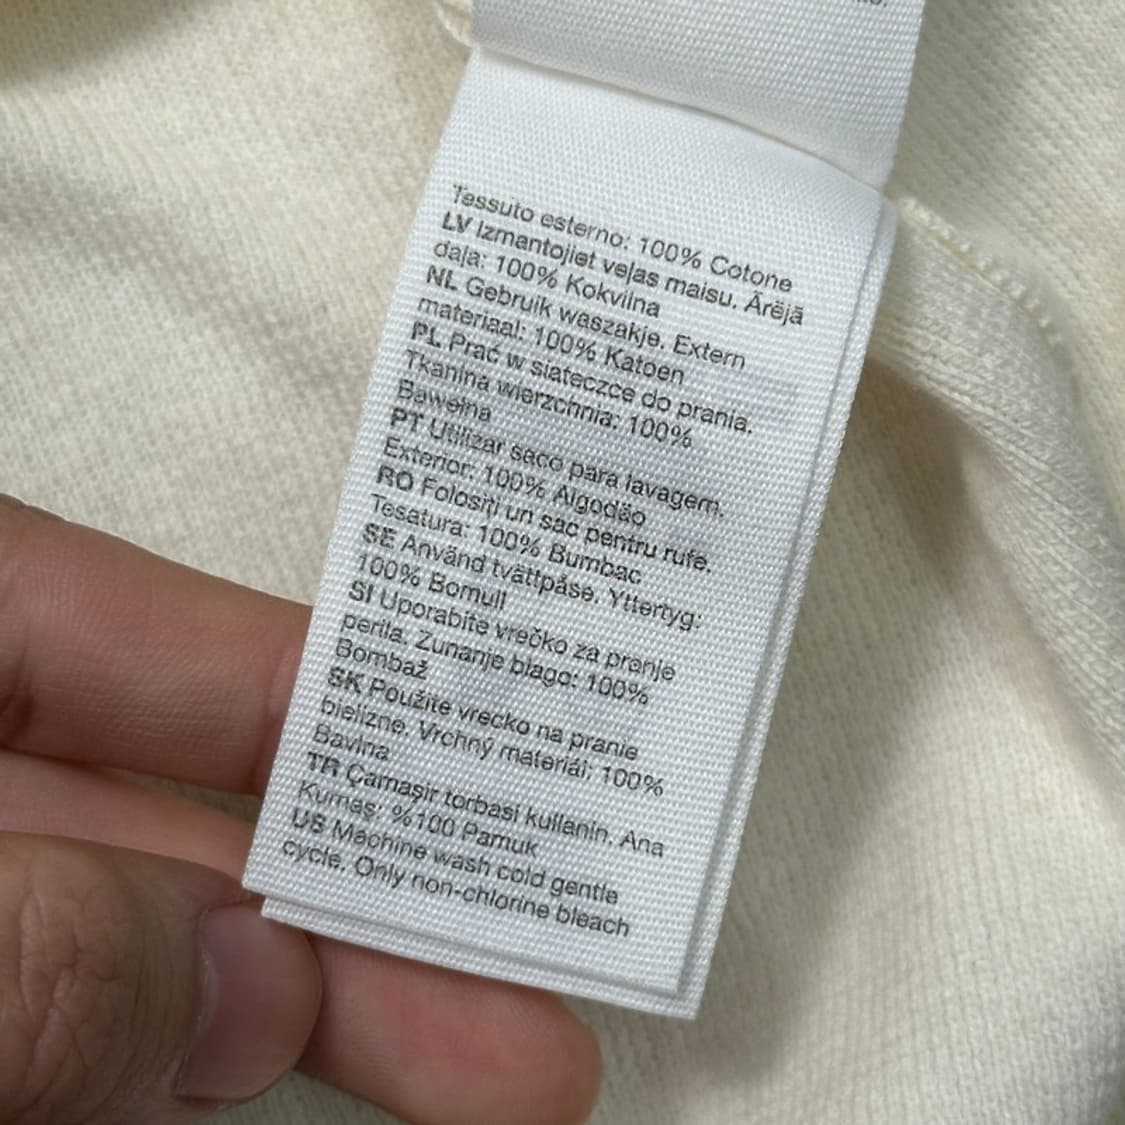 Tessuto esterno: 100% Cotone
LV Izmantojiet veļas maisu. Ārējā
daļa: 100% Kokvilna
NL Gebruik waszakje. Extern
materiaal: 100% Katoen
PL Prać w siateczce do prania.
Tkanina wierzchnia: 100%
Bawełna
PT Utilizar saco para lavagem.
Exterior: 100% Algodão
RO Folosiți un sac pentru rufe.
Tesatura: 100% Bumbac
SE Använd tvättpåse. Yttertyg:
100% Bomull
SI Uporabite vrečko za pranje
perila. Zunanje blago: 100%
Bombaž
SK Použite vrecko na pranie
bielizne. Vrchný materiál: 100%
Bavlna
TR Çamaşir torbasi kullanin. Ana
Kumaş: %100 Pamuk
US Machine wash cold gentle
cycle. Only non-chlorine bleach